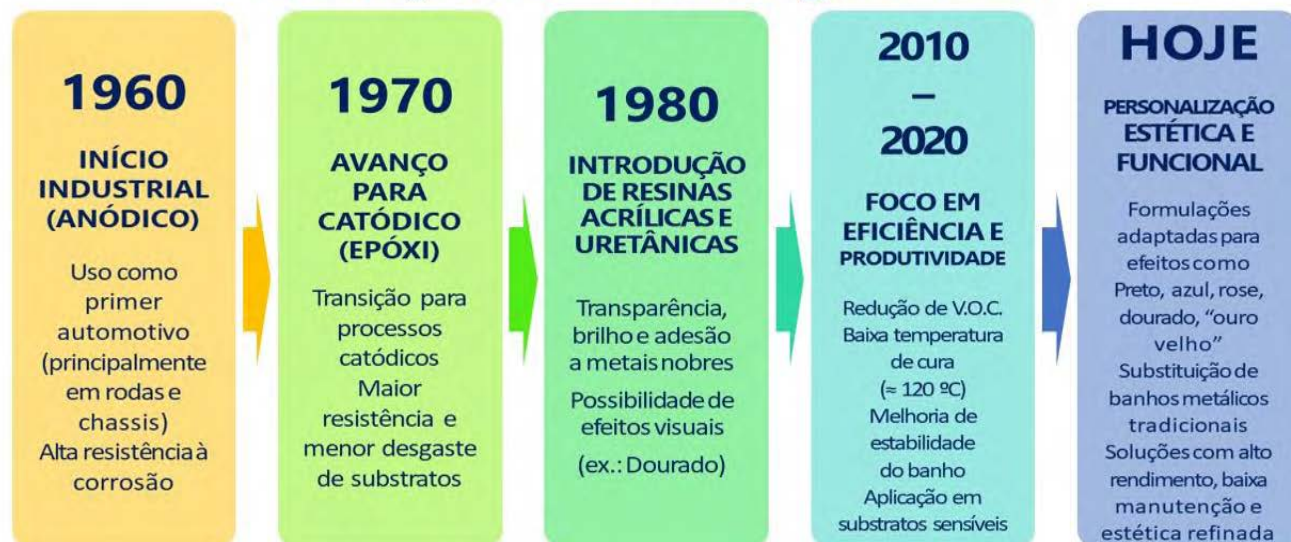 1960
INÍCIO
INDUSTRIAL
(ANÓDICO)
Uso como
primer
automotivo
(principalmente
em rodas e
chassis)
Alta resistência à
corrosão
1970
AVANÇO
PARA
CATÓDICO
(EPÓXI)
Transição para
processos
catódicos
Maior
resistência e
menor desgaste
de substratos
1980
INTRODUÇÃO
DE RESINAS
ACRÍLICAS E
URETÂNICAS
Transparência,
brilho e adesão
a metais nobres
Possibilidade de
efeitos visuais
(ex.: Dourado)
2010
–
2020
FOCO EM
EFICIÊNCIA E
PRODUTIVIDADE
Redução de V.O.C.
Baixa temperatura
de cura
(≈ 120 ºC)
Melhoria de
estabilidade
do banho
Aplicação em
substratos sensíveis
HOJE
PERSONALIZAÇÃO
ESTÉTICA E
FUNCIONAL
Formulações
adaptadas para
efeitos como
Preto, azul, rose,
dourado, “ouro
velho”
Substituição de
banhos metálicos
tradicionais
Soluções com alto
rendimento, baixa
manutenção e
estética refinada